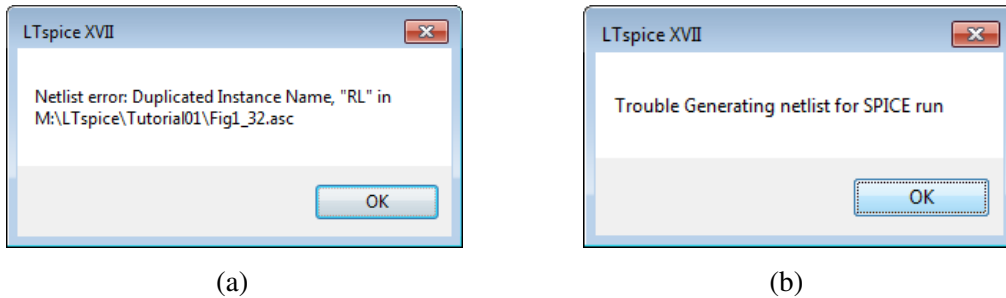 LTspice XVII
Netlist error: Duplicated Instance Name, "RL" in
M:\LTspice\Tutorial01\Fig1_32.asc
OK
(a)
LTspice XVII
Trouble Generating netlist for SPICE run
OK
(b)